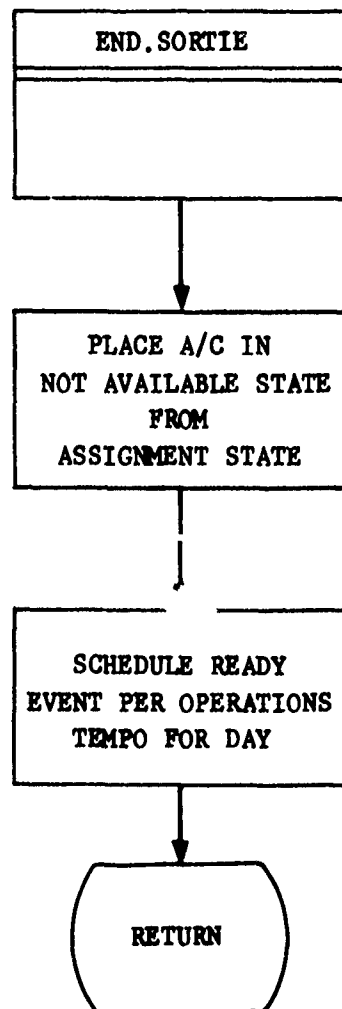 END.SORTIE
PLACE A/C IN
NOT AVAILABLE STATE
FROM
ASSIGNMENT STATE
SCHEDULE READY
EVENT PER OPERATIONS
TEMPO FOR DAY
RETURN